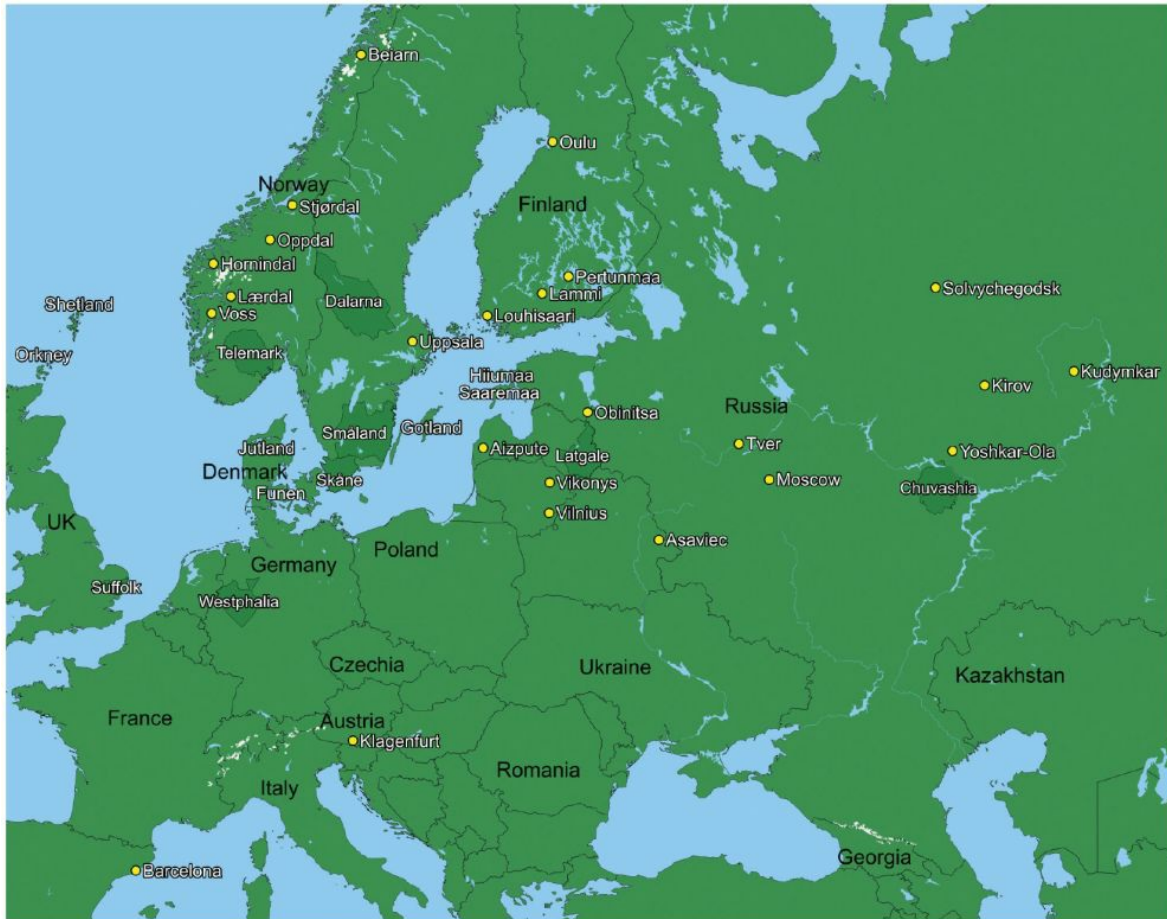 Beiarn
Oulu
Norway
Stjørdal
Finland
Oppdal
Hornindal
Pertunmaa
Lærdal
Lammi
Solvychegodsk
Shetland
Dalarna
Voss
Louhisaari
Uppsala
Orkney
Telemark
Hiiumaa
Kudymkar
Kirov
Saaremaa
Russia
Obinitsa
Gotland
Småland
Tver
Jutland
Aizpute
Latgale
Yoshkar-Ola
Denmark
Skåne
Moscow
Vikonys
Chuvashia
Funen
Vilnius
UK
Asaviec
Poland
Germany
Suffolk
Westphalia
Czechia
Ukraine
Kazakhstan
France
Austria
Klagenfurt
Romania
Italy
Georgia
Barcelona